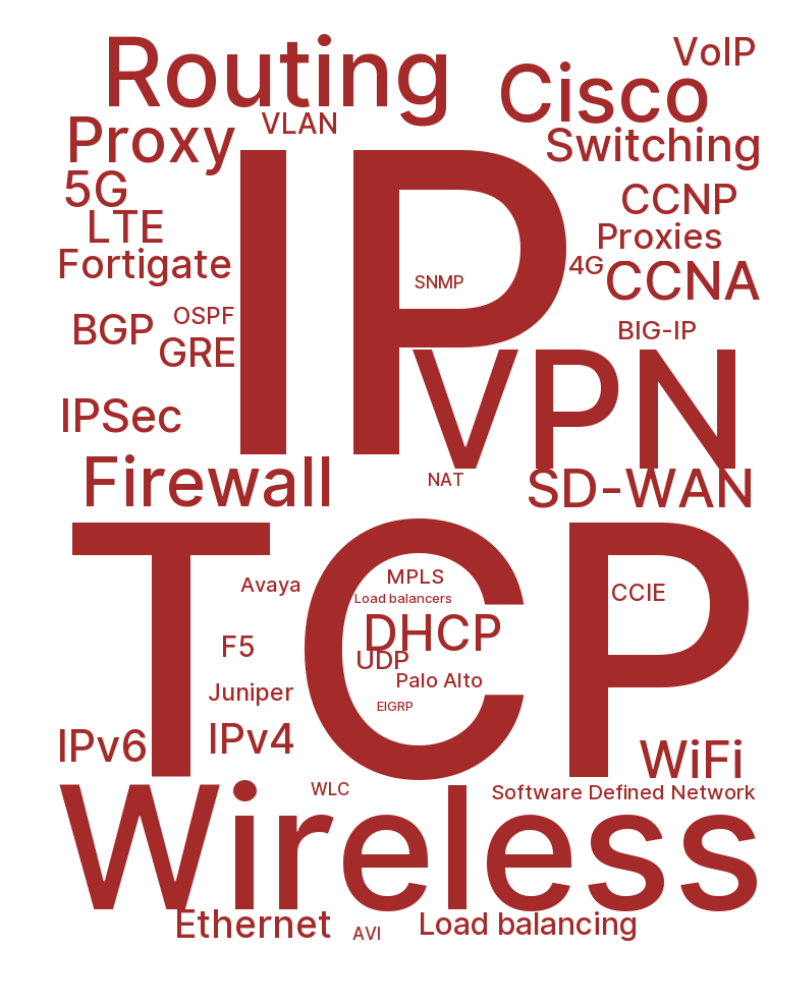 Routing
VoIP
Cisco
VLAN
Proxy
Switching
IP
5G
CCNP
LTE
Proxies
Fortigate
4G
CCNA
SNMP
OSPF
BGP
BIG-IP
GRE
VPN
IPSec
Firewall
NAT
SD-WAN
TCP
MPLS
Avaya
CCIE
Load balancers
DHCP
F5
UDP
Palo Alto
Juniper
EIGRP
IPv6
IPv4
WiFi
WLC
Software Defined Network
Wireless
Ethernet
AVI
Load balancing